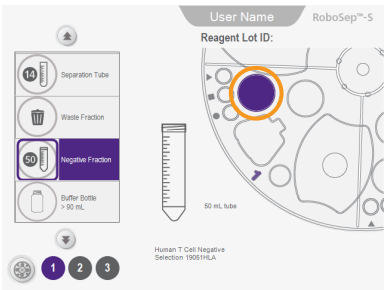 User Name
RoboSep™-S
Reagent Lot ID:
14
Separation Tube
Waste Fraction
50
Negative Fraction
Buffer Bottle
> 90 mL
50 mL tube
Human T Cell Negative
Selection 19051HLA
1 2 3